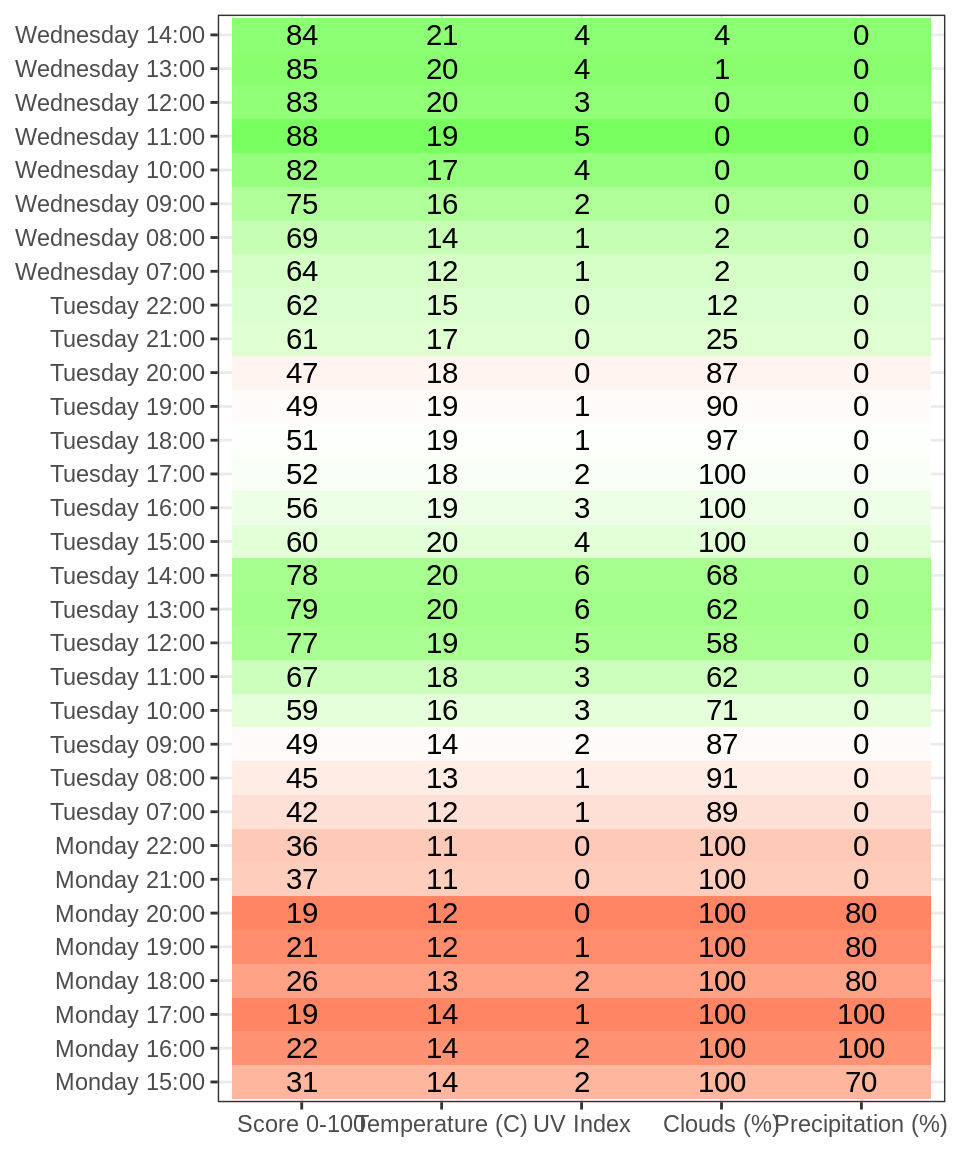 Wednesday 14:00 84 21 4 4 0
Wednesday 13:00 85 20 4 1 0
Wednesday 12:00 83 20 3 0 0
Wednesday 11:00 88 19 5 0 0
Wednesday 10:00 82 17 4 0 0
Wednesday 09:00 75 16 2 0 0
Wednesday 08:00 69 14 1 2 0
Wednesday 07:00 64 12 1 2 0
Tuesday 22:00 62 15 0 12 0
Tuesday 21:00 61 17 0 25 0
Tuesday 20:00 47 18 0 87 0
Tuesday 19:00 49 19 1 90 0
Tuesday 18:00 51 19 1 97 0
Tuesday 17:00 52 18 2 100 0
Tuesday 16:00 56 19 3 100 0
Tuesday 15:00 60 20 4 100 0
Tuesday 14:00 78 20 6 68 0
Tuesday 13:00 79 20 6 62 0
Tuesday 12:00 77 19 5 58 0
Tuesday 11:00 67 18 3 62 0
Tuesday 10:00 59 16 3 71 0
Tuesday 09:00 49 14 2 87 0
Tuesday 08:00 45 13 1 91 0
Tuesday 07:00 42 12 1 89 0
Monday 22:00 36 11 0 100 0
Monday 21:00 37 11 0 100 0
Monday 20:00 19 12 0 100 80
Monday 19:00 21 12 1 100 80
Monday 18:00 26 13 2 100 80
Monday 17:00 19 14 1 100 100
Monday 16:00 22 14 2 100 100
Monday 15:00 31 14 2 100 70
Score 0-100 Temperature (C) UV Index Clouds (%) Precipitation (%)